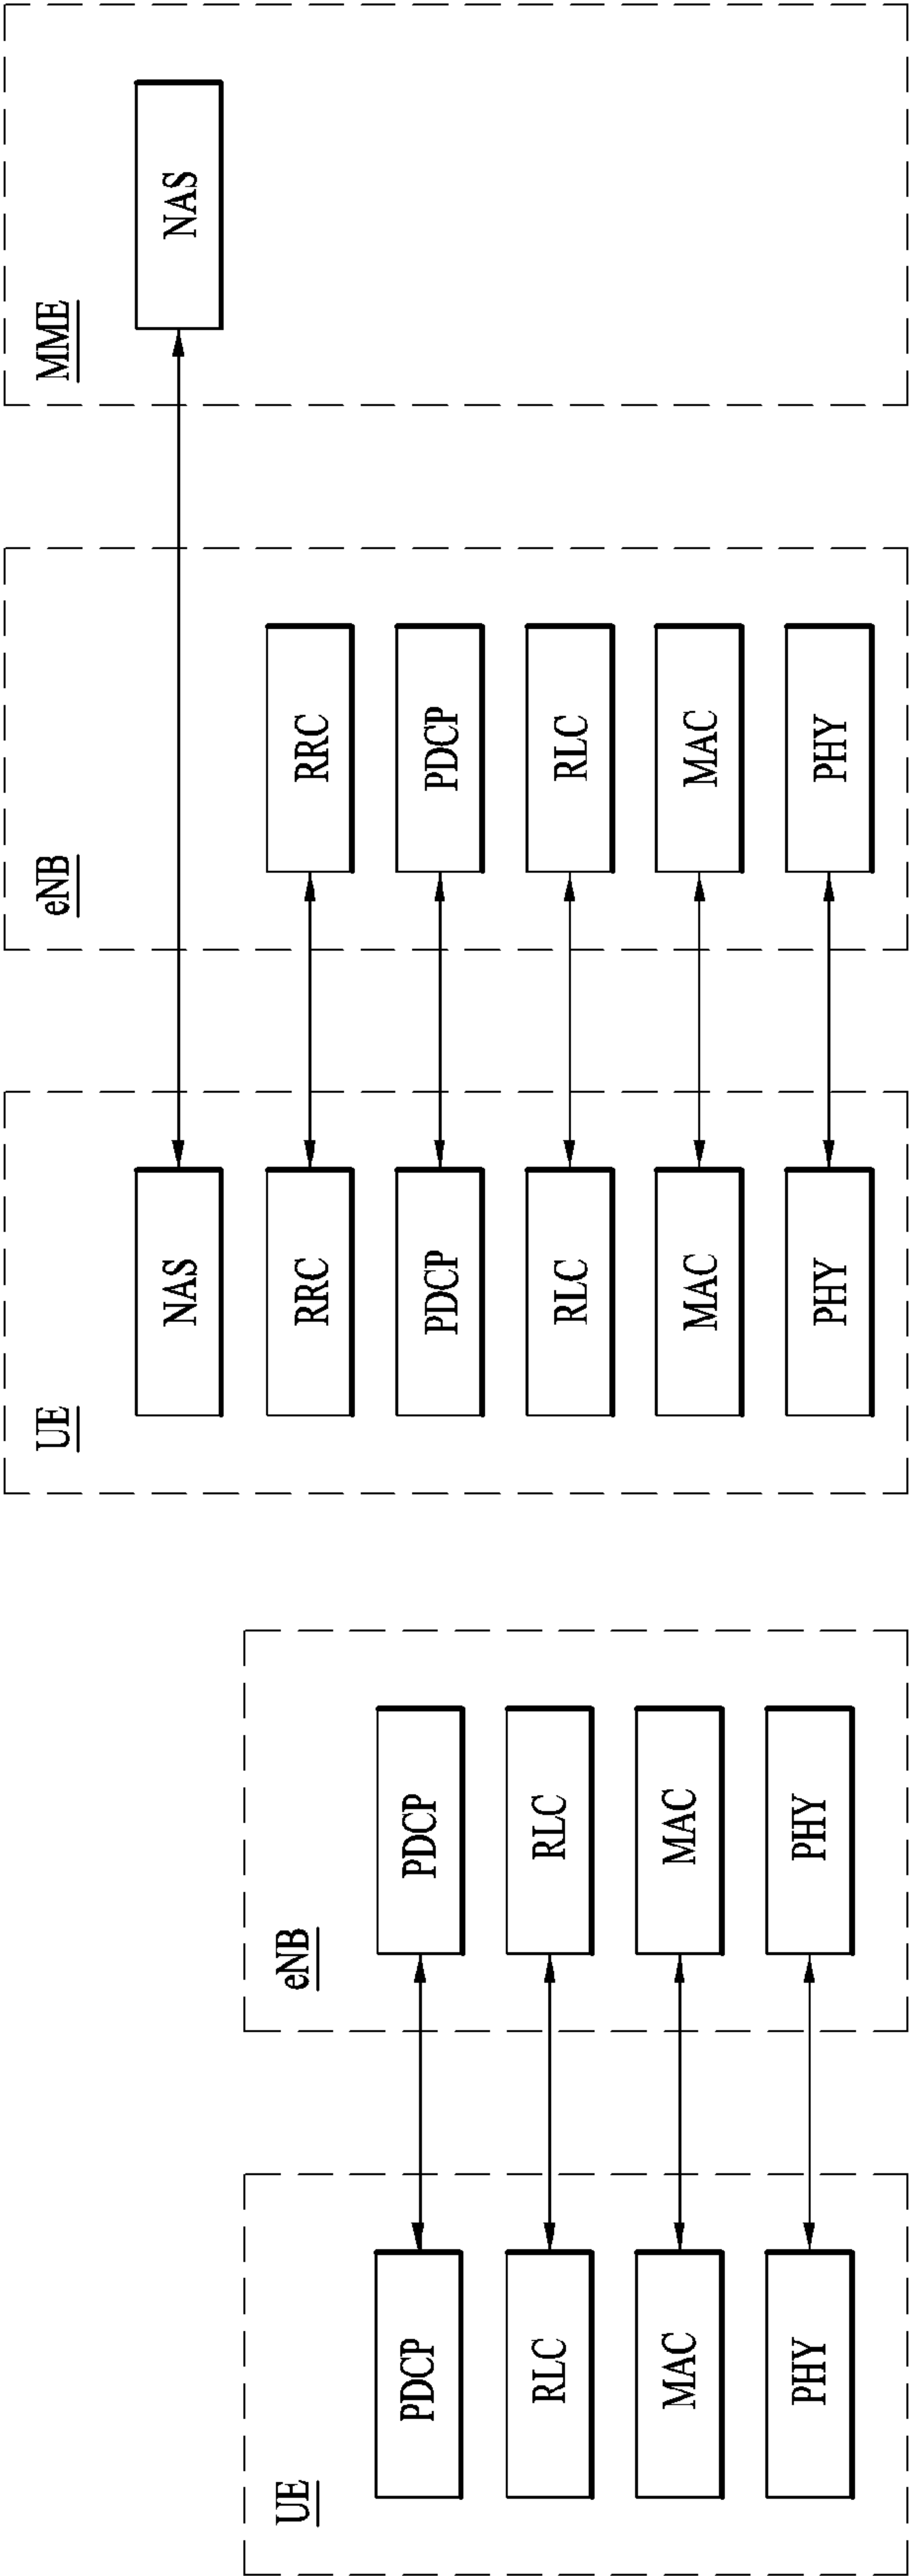 UE
eNB
PDCP
PDCP
RLC
RLC
MAC
MAC
PHY
PHY
UE
eNB
MME
NAS
NAS
RRC
RRC
PDCP
PDCP
RLC
RLC
MAC
MAC
PHY
PHY